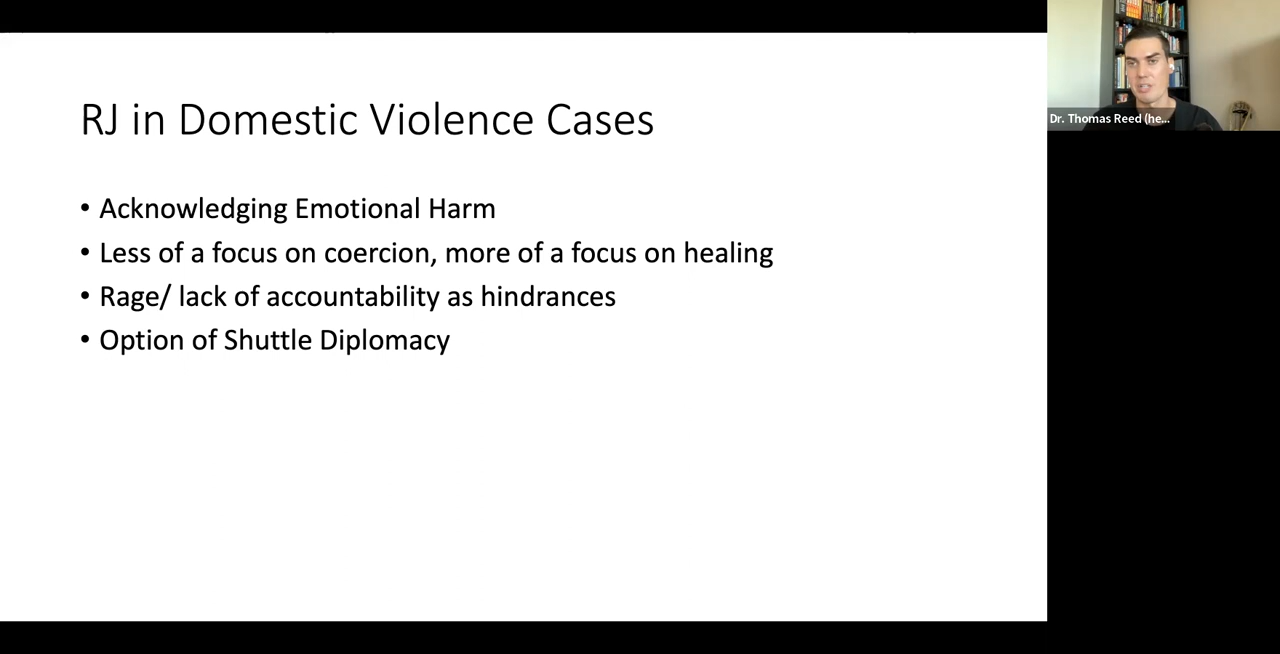 RJ in Domestic Violence Cases
• Acknowledging Emotional Harm
• Less of a focus on coercion, more of a focus on healing
• Rage/ lack of accountability as hindrances
• Option of Shuttle Diplomacy
Dr. Thomas Reed (he...